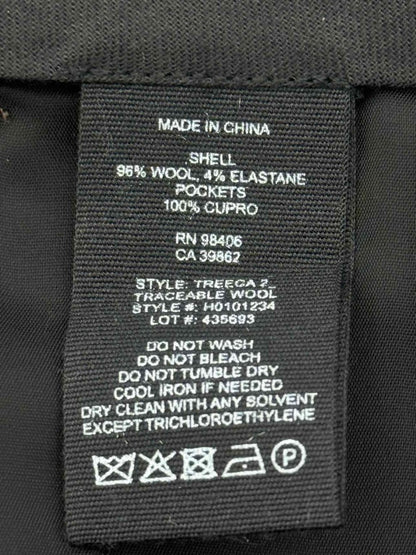 MADE IN CHINA
SHELL
96% WOOL, 4% ELASTANE
POCKETS
100% CUPRO
RN 98406
CA 39862
STYLE: TREECA 2_
TRACEABLE WOOL
STYLE #: H0101234
LOT #: 435693
DO NOT WASH
DO NOT BLEACH
DO NOT TUMBLE DRY
COOL IRON IF NEEDED
DRY CLEAN WITH ANY SOLVENT
EXCEPT TRICHLOROETHYLENE
P